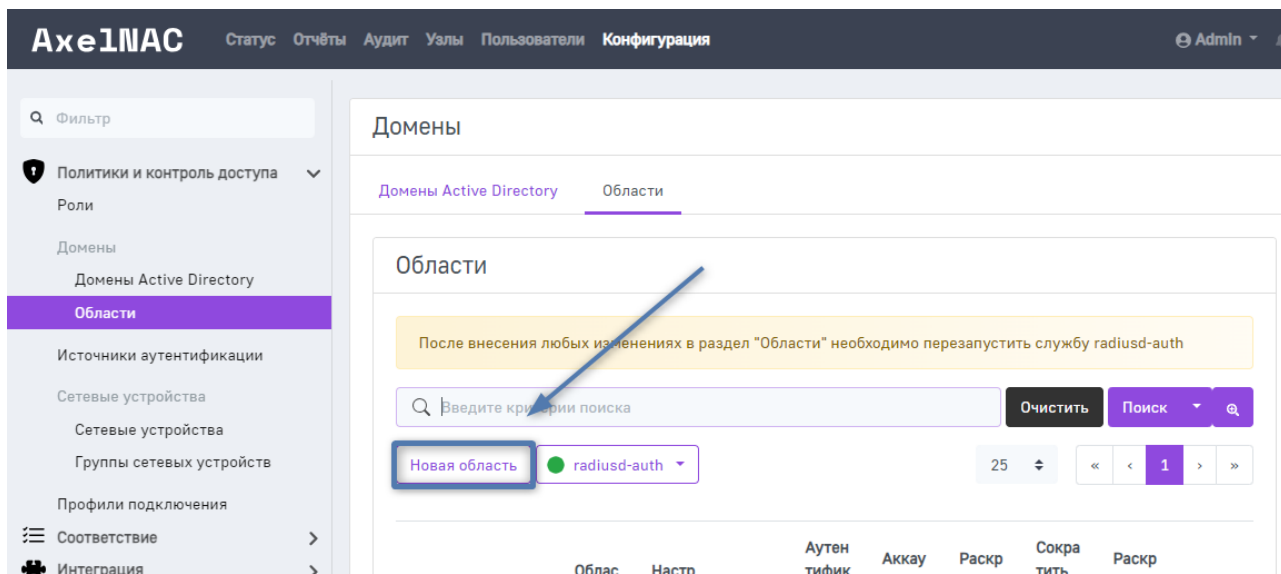 AxelNAC Статус Отчёты Аудит Узлы Пользователи Конфигурация Admin
Фильтр
Политики и контроль доступа
Роли
Домены
Домены Active Directory
Области
Источники аутентификации
Сетевые устройства
Сетевые устройства
Группы сетевых устройств
Профили подключения
Соответствие
Интеграция
Домены
Домены Active Directory Области
Области
После внесения любых изменениях в раздел "Области" необходимо перезапустить службу radiusd-auth
Введите критерии поиска Очистить Поиск
Новая область radiusd-auth 25 « ‹ 1 › »
Аутен Сокра
Аккау Раскр Раскр
Облас Настр тифик тить